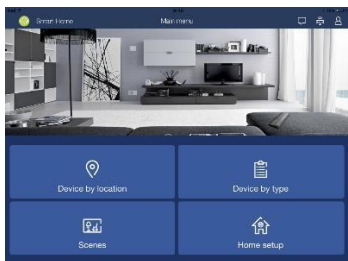 Smart Home
Main menu
Device by location
Device by type
Scenes
Home setup